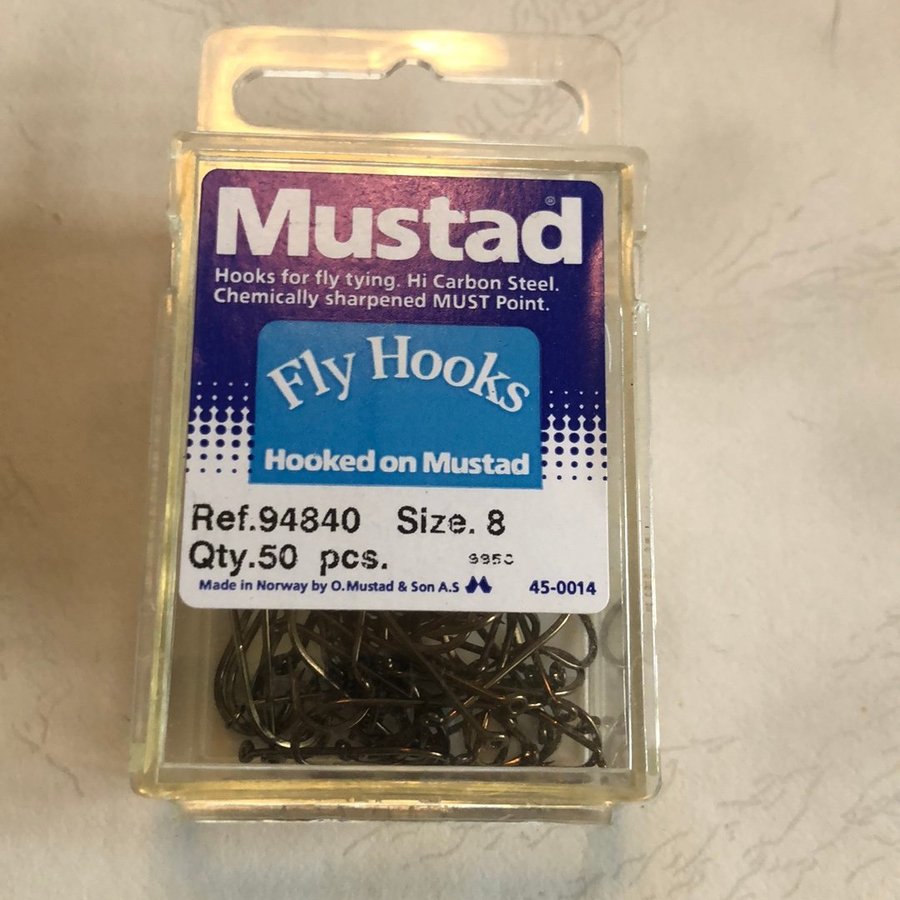 Mustad ®
Hooks for fly tying. Hi Carbon Steel.
Chemically sharpened MUST Point.
Fly Hooks
Hooked on Mustad
Ref.94840 Size. 8
Qty.50 pcs.
Made in Norway by O.Mustad & Son A.S 45-0014